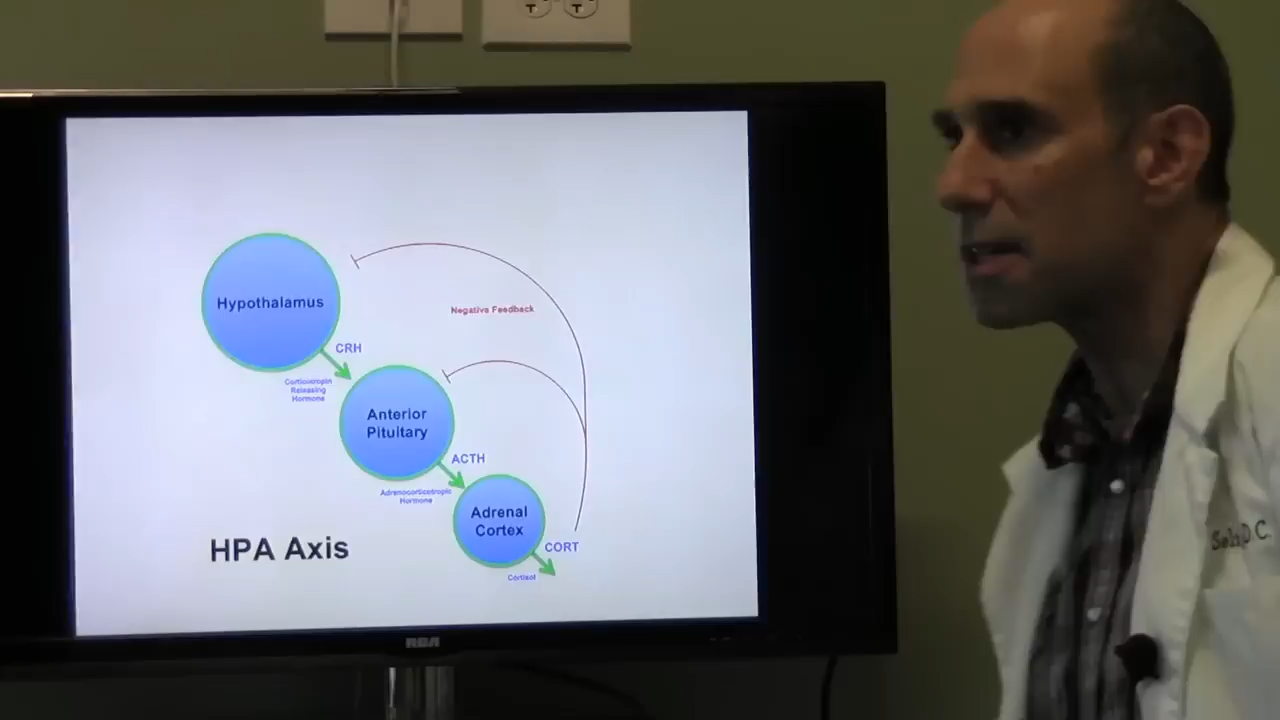 Hypothalamus
Negative Feedback
CRH
Corticotropin
Releasing
Hormone
Anterior
Pituitary
ACTH
Adrenocorticotropic
Hormone
Adrenal
Cortex
HPA Axis
CORT
Cortisol
D.C.
RCA